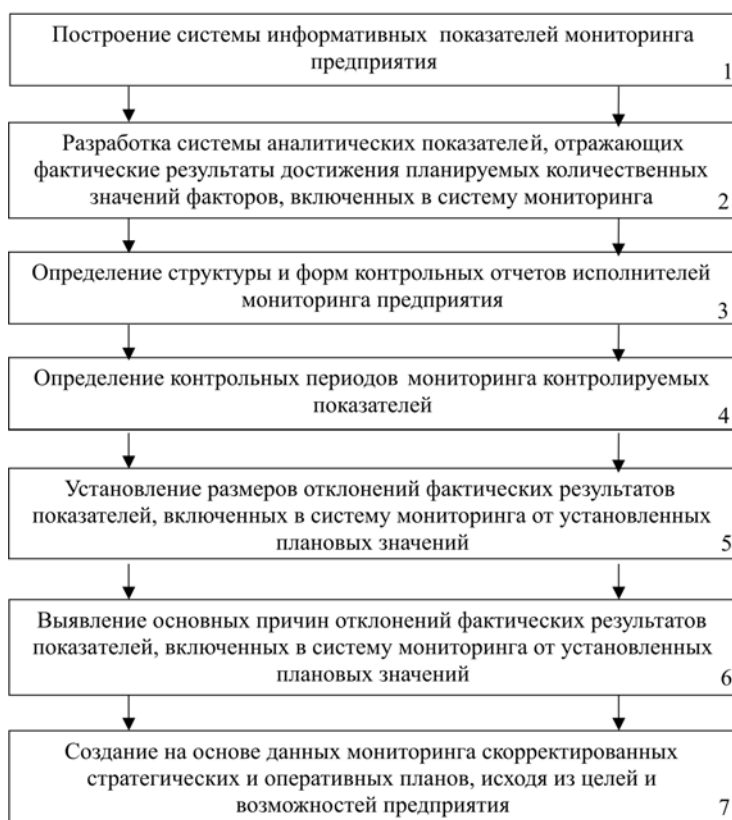 Построение системы информативных показателей мониторинга
предприятия
1
Разработка системы аналитических показателей, отражающих
фактические результаты достижения планируемых количественных
значений факторов, включенных в систему мониторинга
2
Определение структуры и форм контрольных отчетов исполнителей
мониторинга предприятия
3
Определение контрольных периодов мониторинга контролируемых
показателей
4
Установление размеров отклонений фактических результатов
показателей, включенных в систему мониторинга от установленных
плановых значений
5
Выявление основных причин отклонений фактических результатов
показателей, включенных в систему мониторинга от установленных
плановых значений
6
Создание на основе данных мониторинга скорректированных
стратегических и оперативных планов, исходя из целей и
возможностей предприятия
7